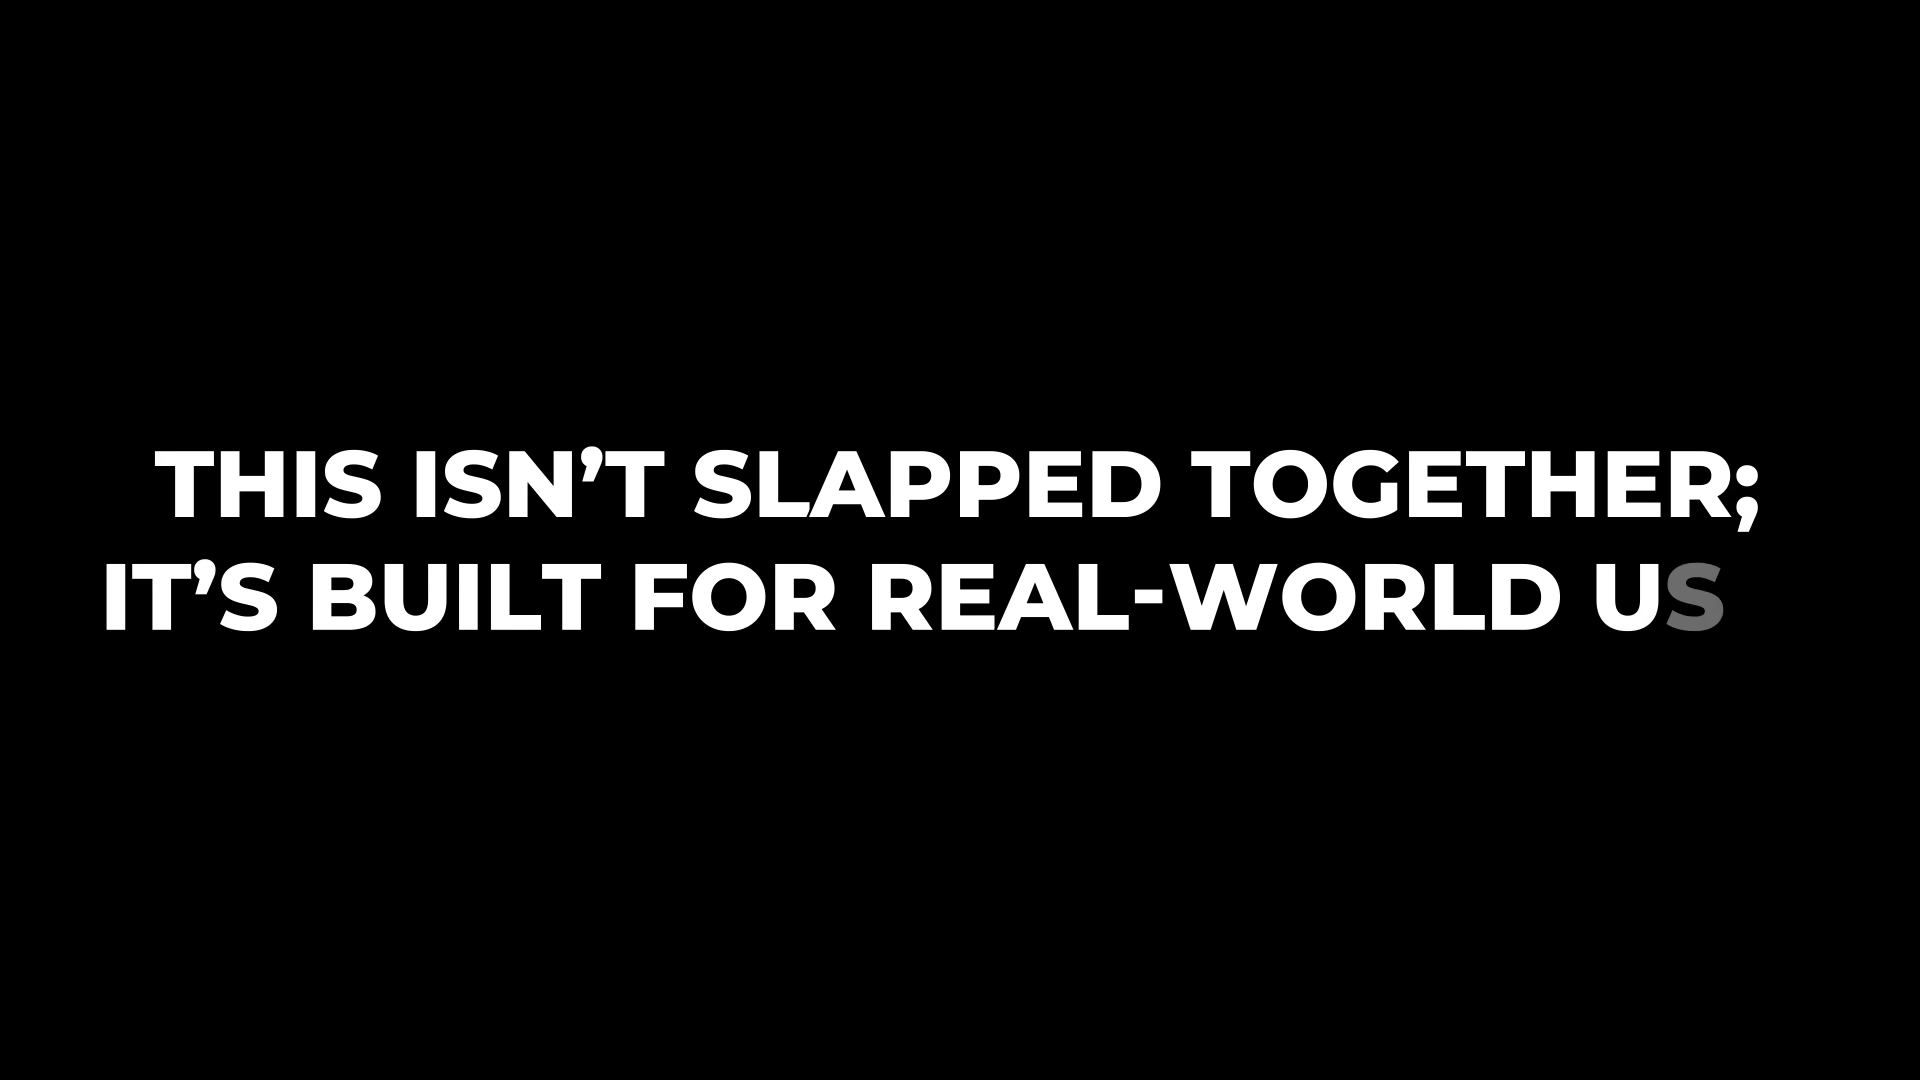 THIS ISN’T SLAPPED TOGETHER;
IT’S BUILT FOR REAL-WORLD US